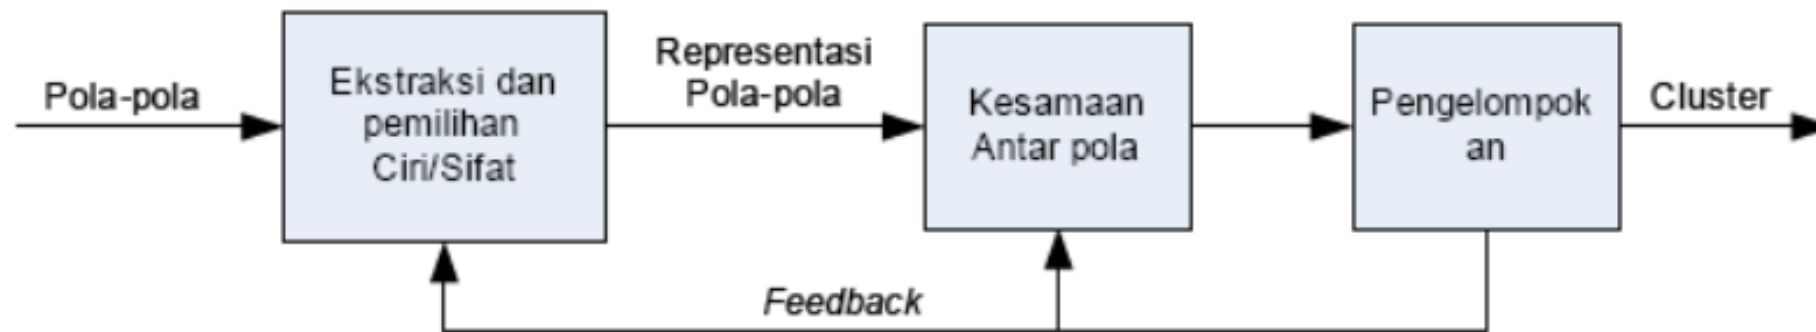 Pola-pola
Ekstraksi dan
pemilihan
Ciri/Sifat
Representasi
Pola-pola
Kesamaan
Antar pola
Pengelompok
an
Cluster
Feedback